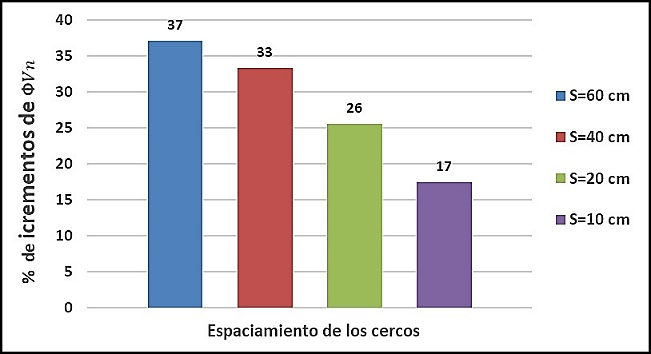 % de icrementos de ΦVn
40
35
30
25
20
15
10
5
0
37
33
26
17
Espaciamiento de los cercos
S=60 cm
S=40 cm
S=20 cm
S=10 cm